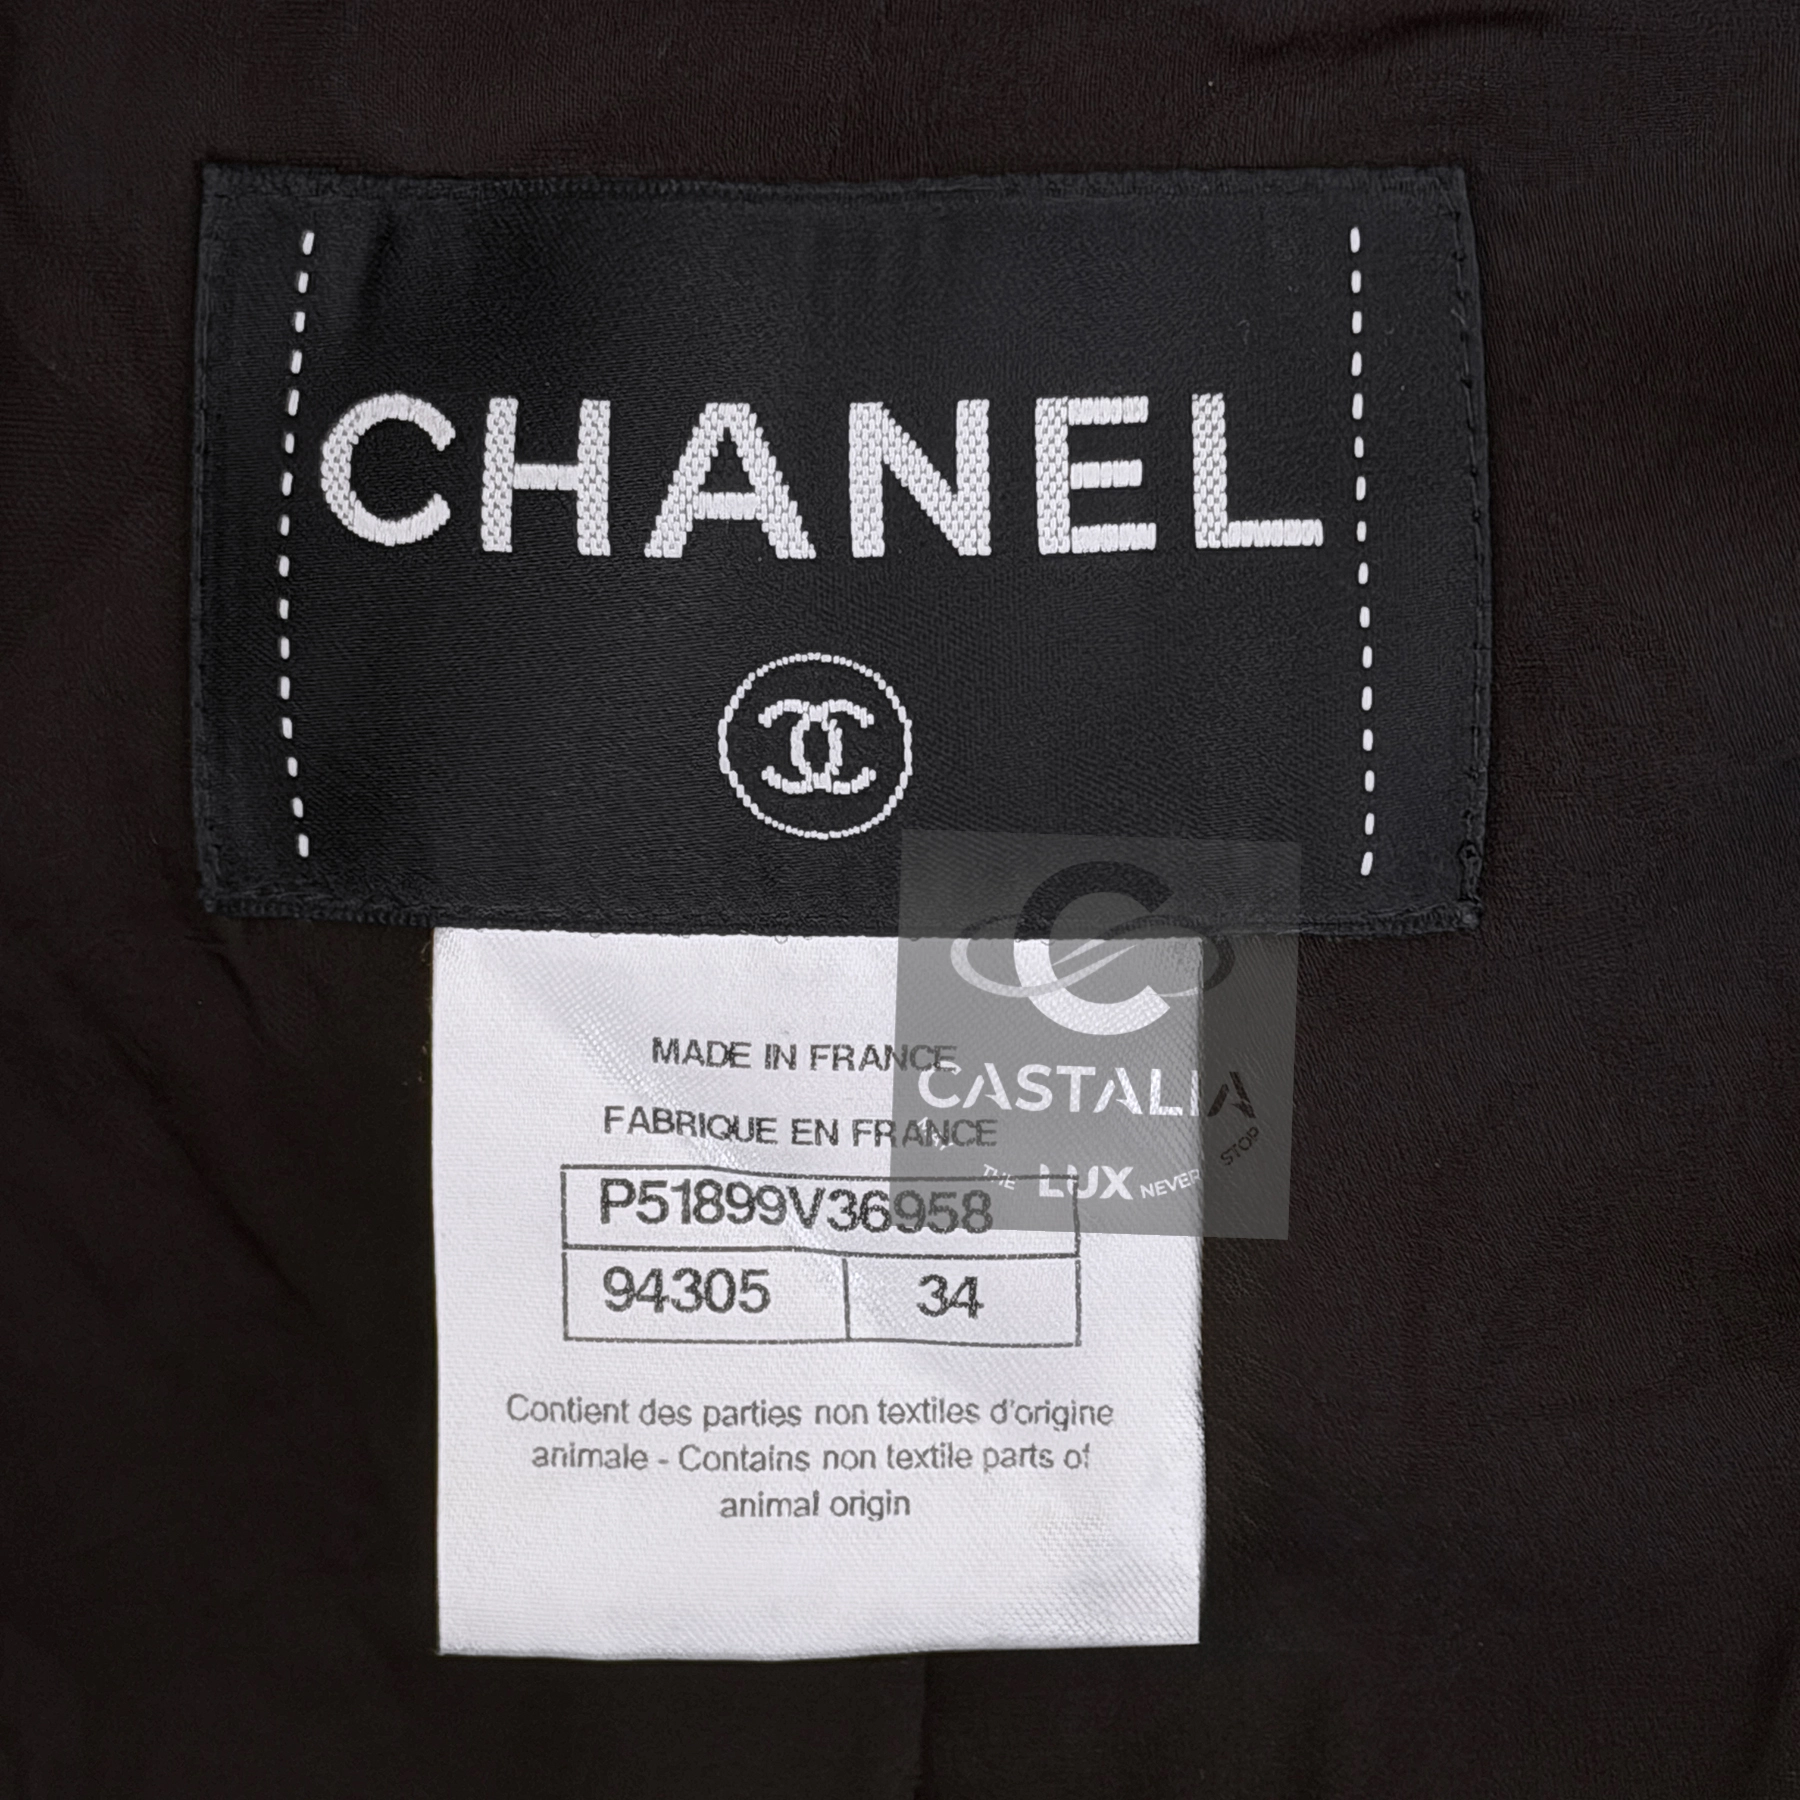 CHANEL
MADE IN FRANCE
FABRIQUE EN FRANCE
P51899V36958
94305 34
Contient des parties non textiles d'origine
animale - Contains non textile parts of
animal origin
CASTALIA
THE LUX NEVER STOP